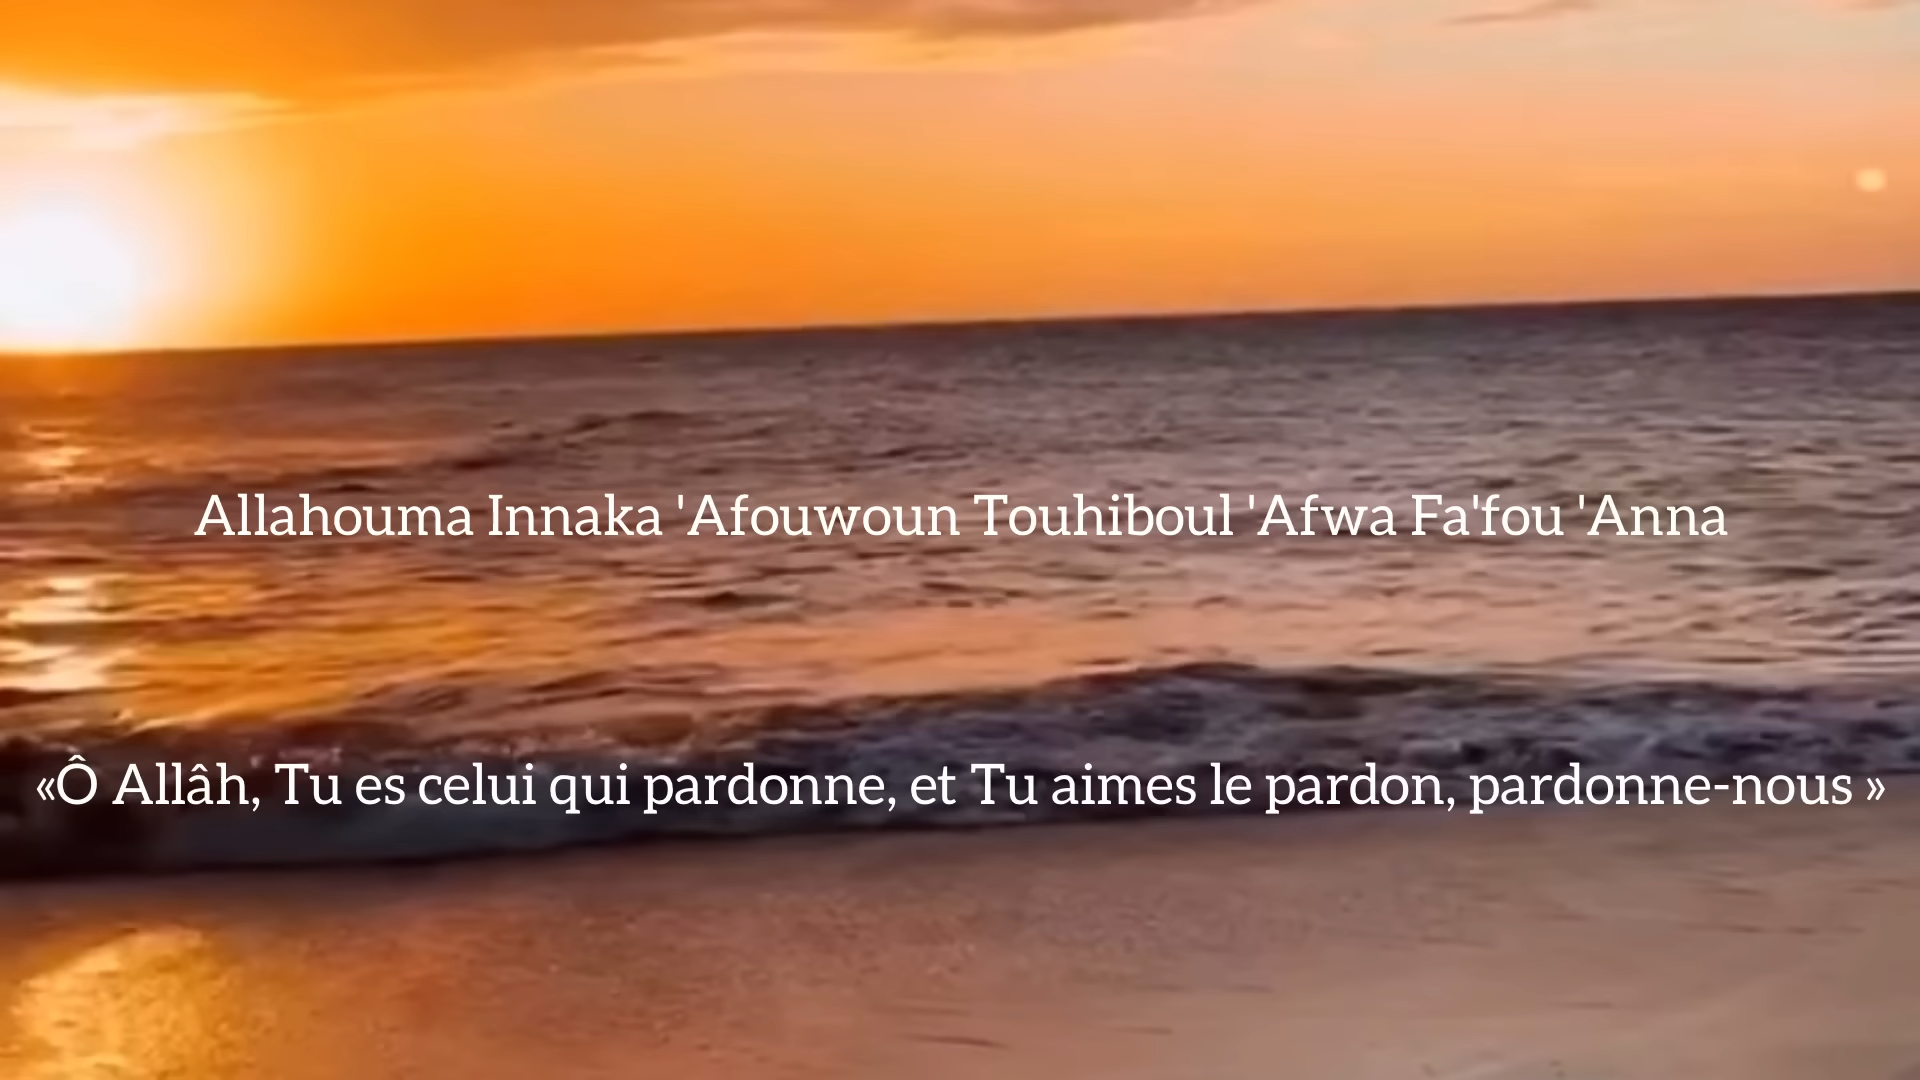 Allahouma Innaka 'Afouwoun Touhiboul 'Afwa Fa'fou 'Anna
«Ô Allâh, Tu es celui qui pardonne, et Tu aimes le pardon, pardonne-nous »